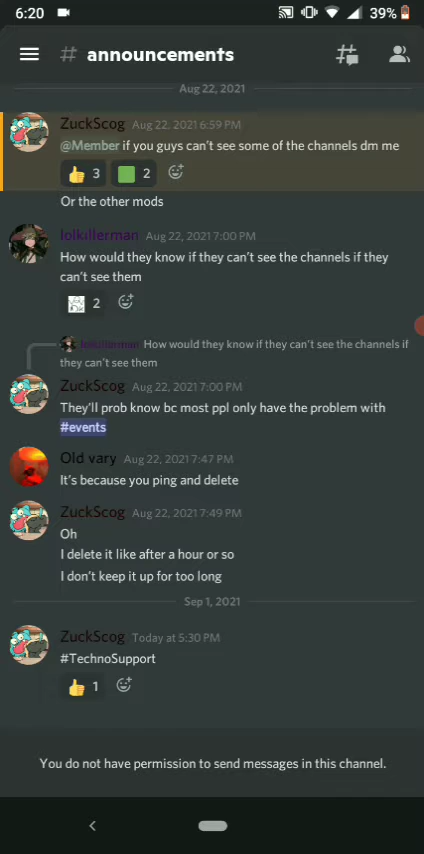 6:20 39%
# announcements
Aug 22, 2021
ZuckScog Aug 22, 2021 6:59 PM
@Member if you guys can't see some of the channels dm me
3 2
Or the other mods
lolkillerman Aug 22, 2021 7:00 PM
How would they know if they can't see the channels if they
can't see them
2
lolkillerman How would they know if they can't see the channels if
they can't see them
ZuckScog Aug 22, 2021 7:00 PM
They'll prob know bc most ppl only have the problem with
#events
Old vary Aug 22, 2021 7:47 PM
It's because you ping and delete
ZuckScog Aug 22, 2021 7:49 PM
Oh
I delete it like after a hour or so
I don't keep it up for too long
Sep 1, 2021
ZuckScog Today at 5:30 PM
#TechnoSupport
1
You do not have permission to send messages in this channel.